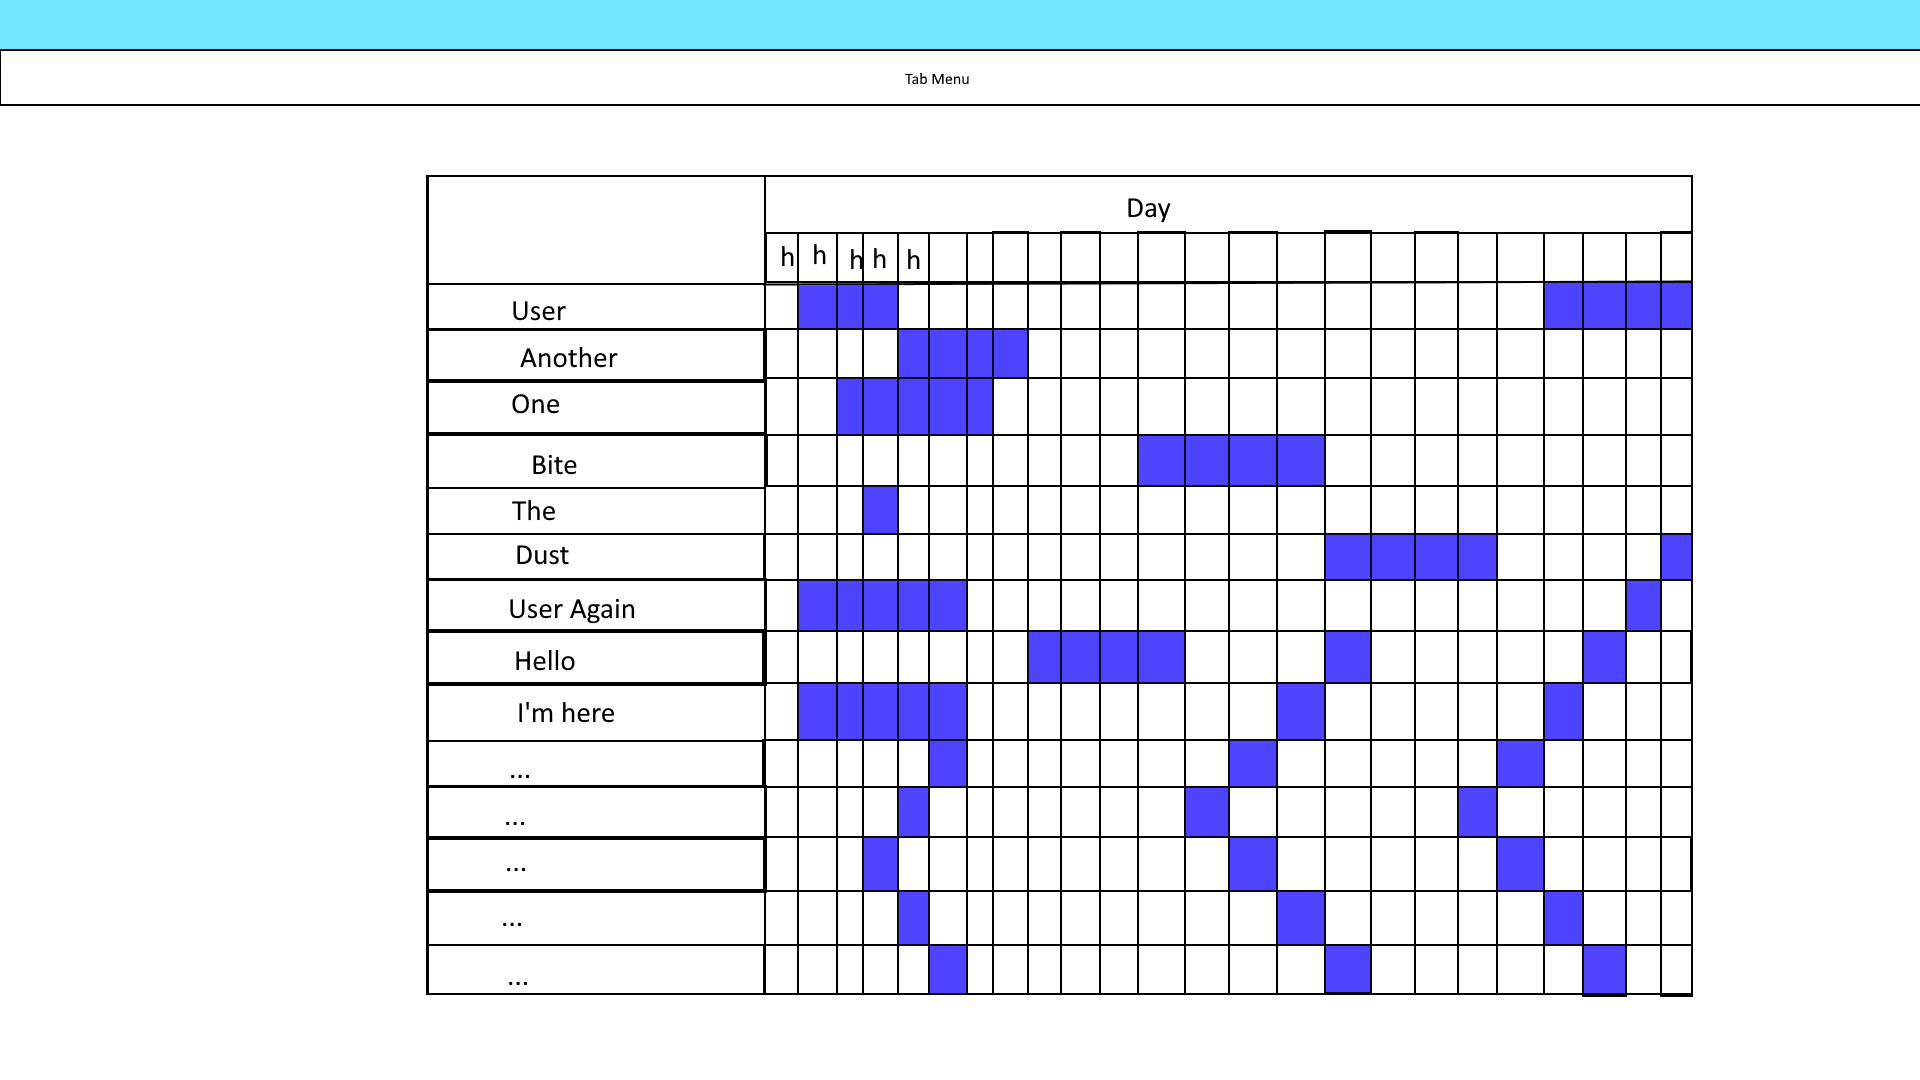 Tab Menu
Day
h h h h h
User
Another
One
Bite
The
Dust
User Again
Hello
I'm here
...
...
...
...
...